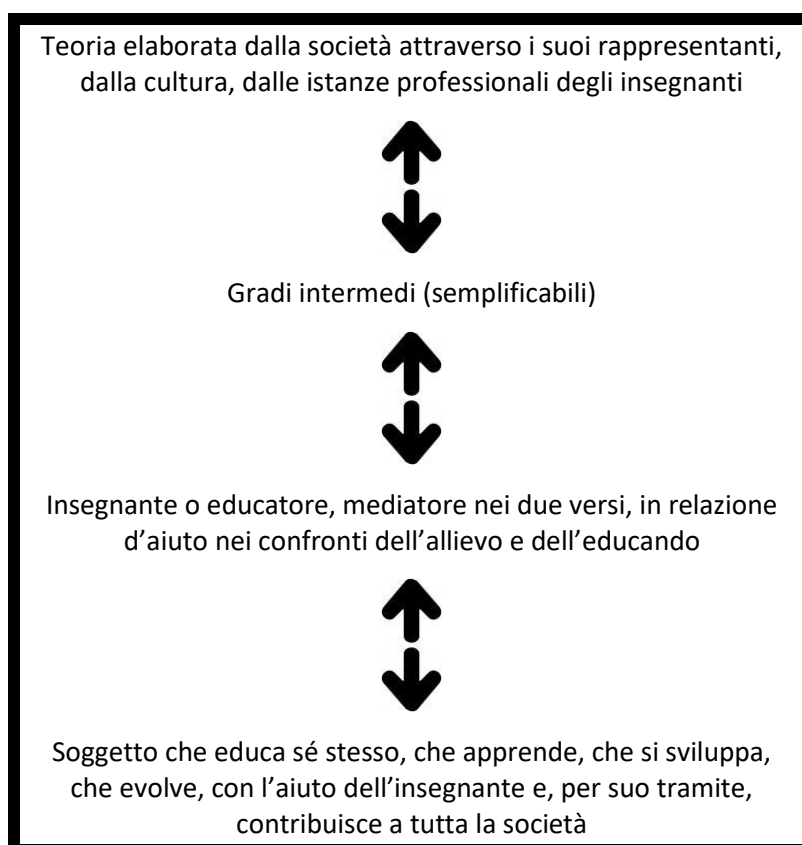 Teoria elaborata dalla società attraverso i suoi rappresentanti,
dalla cultura, dalle istanze professionali degli insegnanti
Gradi intermedi (semplificabili)
Insegnante o educatore, mediatore nei due versi, in relazione
d’aiuto nei confronti dell’allievo e dell’educando
Soggetto che educa sé stesso, che apprende, che si sviluppa,
che evolve, con l’aiuto dell’insegnante e, per suo tramite,
contribuisce a tutta la società